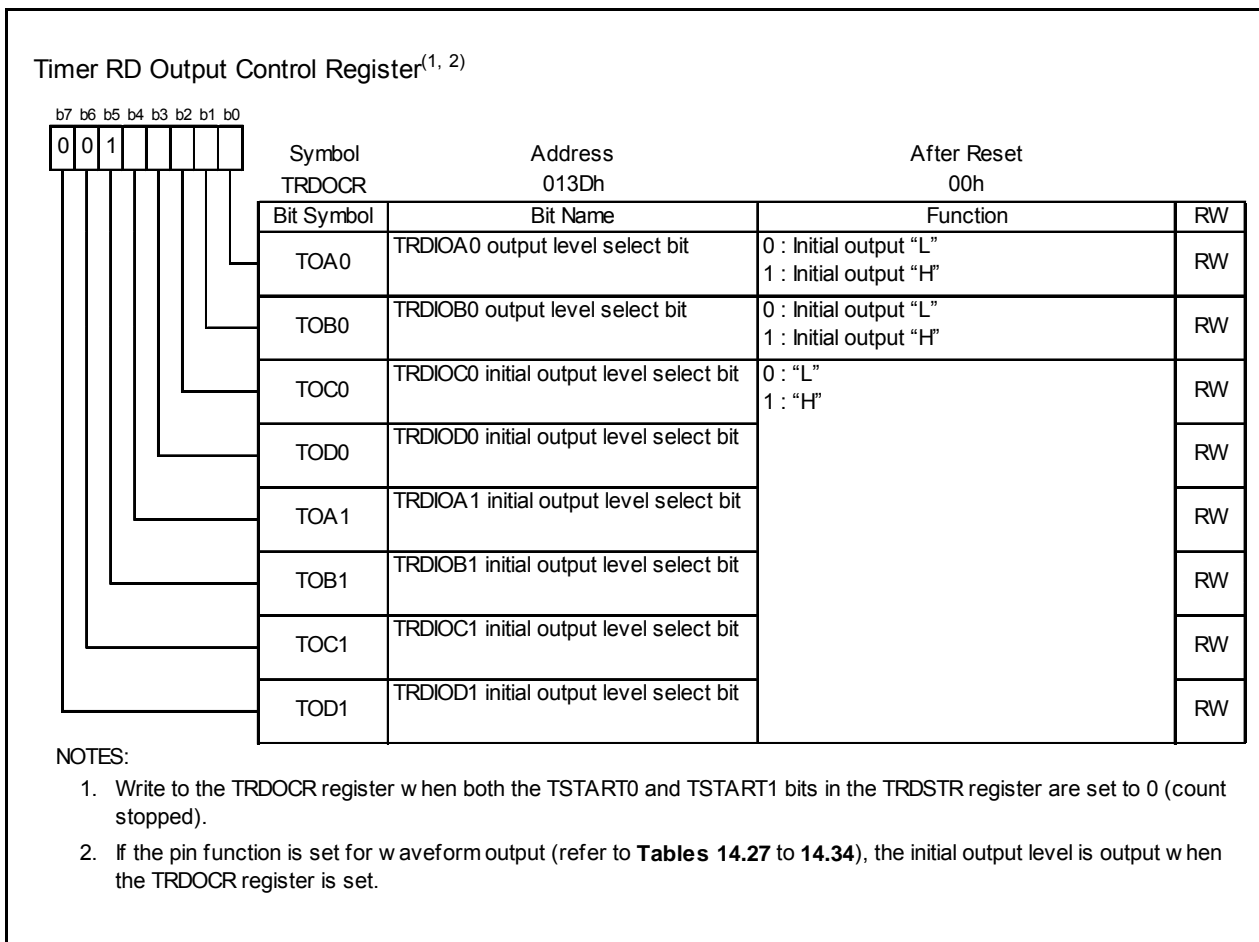 Timer RD Output Control Register(1, 2)
b7 b6 b5 b4 b3 b2 b1 b0
0 0 1
Symbol Address After Reset
TRDOCR 013Dh 00h
Bit Symbol Bit Name Function RW
TOA0 TRDIOA0 output level select bit 0 : Initial output “L”
1 : Initial output “H” RW
TOB0 TRDIOB0 output level select bit 0 : Initial output “L”
1 : Initial output “H” RW
TOC0 TRDIOC0 initial output level select bit 0 : “L”
1 : “H” RW
TOD0 TRDIOD0 initial output level select bit RW
TOA1 TRDIOA1 initial output level select bit RW
TOB1 TRDIOB1 initial output level select bit RW
TOC1 TRDIOC1 initial output level select bit RW
TOD1 TRDIOD1 initial output level select bit RW
NOTES:
1. Write to the TRDOCR register when both the TSTART0 and TSTART1 bits in the TRDSTR register are set to 0 (count
stopped).
2. If the pin function is set for waveform output (refer to Tables 14.27 to 14.34), the initial output level is output when
the TRDOCR register is set.